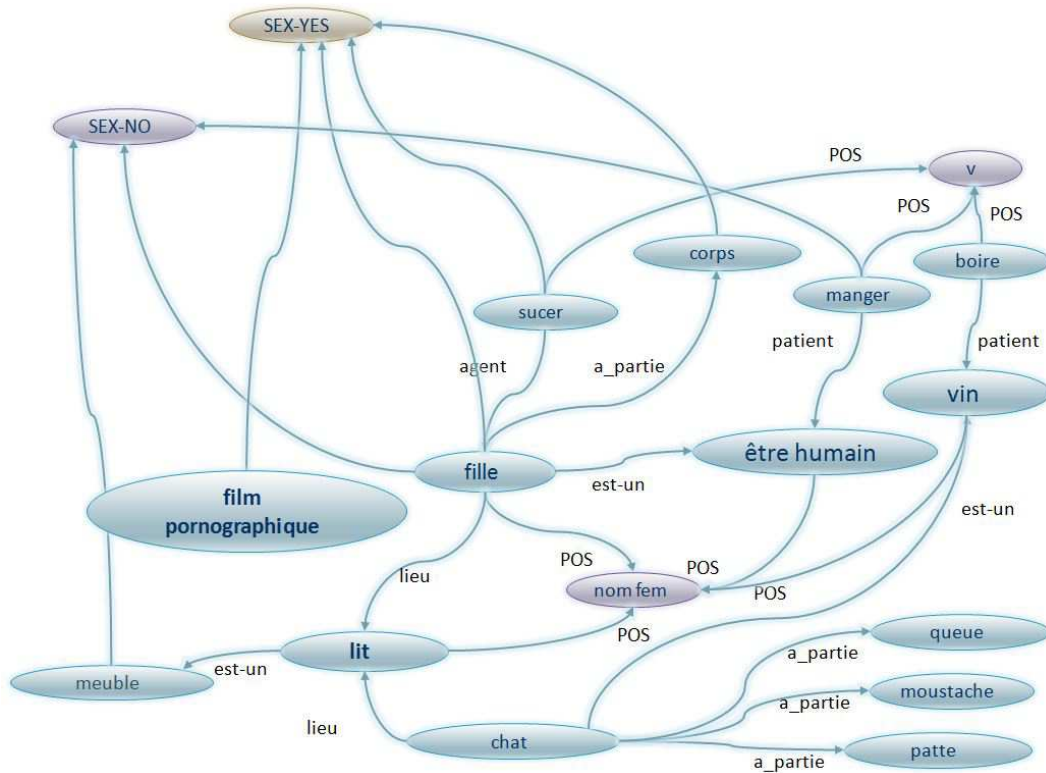 SEX-YES
SEX-NO
POS
v
POS
POS
corps
boire
manger
sucer
patient
patient
agent
a_partie
vin
être humain
fille
est-un
film
pornographique
est-un
lieu
POS
POS
POS
nom fem
POS
queue
lit
a_partie
est-un
meuble
moustache
a_partie
lieu
chat
patte
a_partie